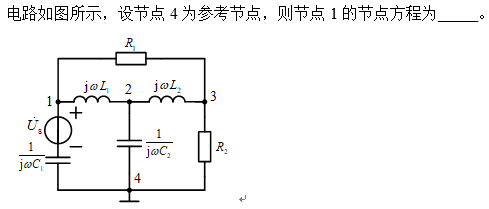 电路如图所示，设节点 4 为参考节点，则节点 1 的节点方程为_____。
R₁
jωL₁
2
jωL₂
1
3
+
U̇s
−
1/jωC₁
1/jωC₂
R₂
4